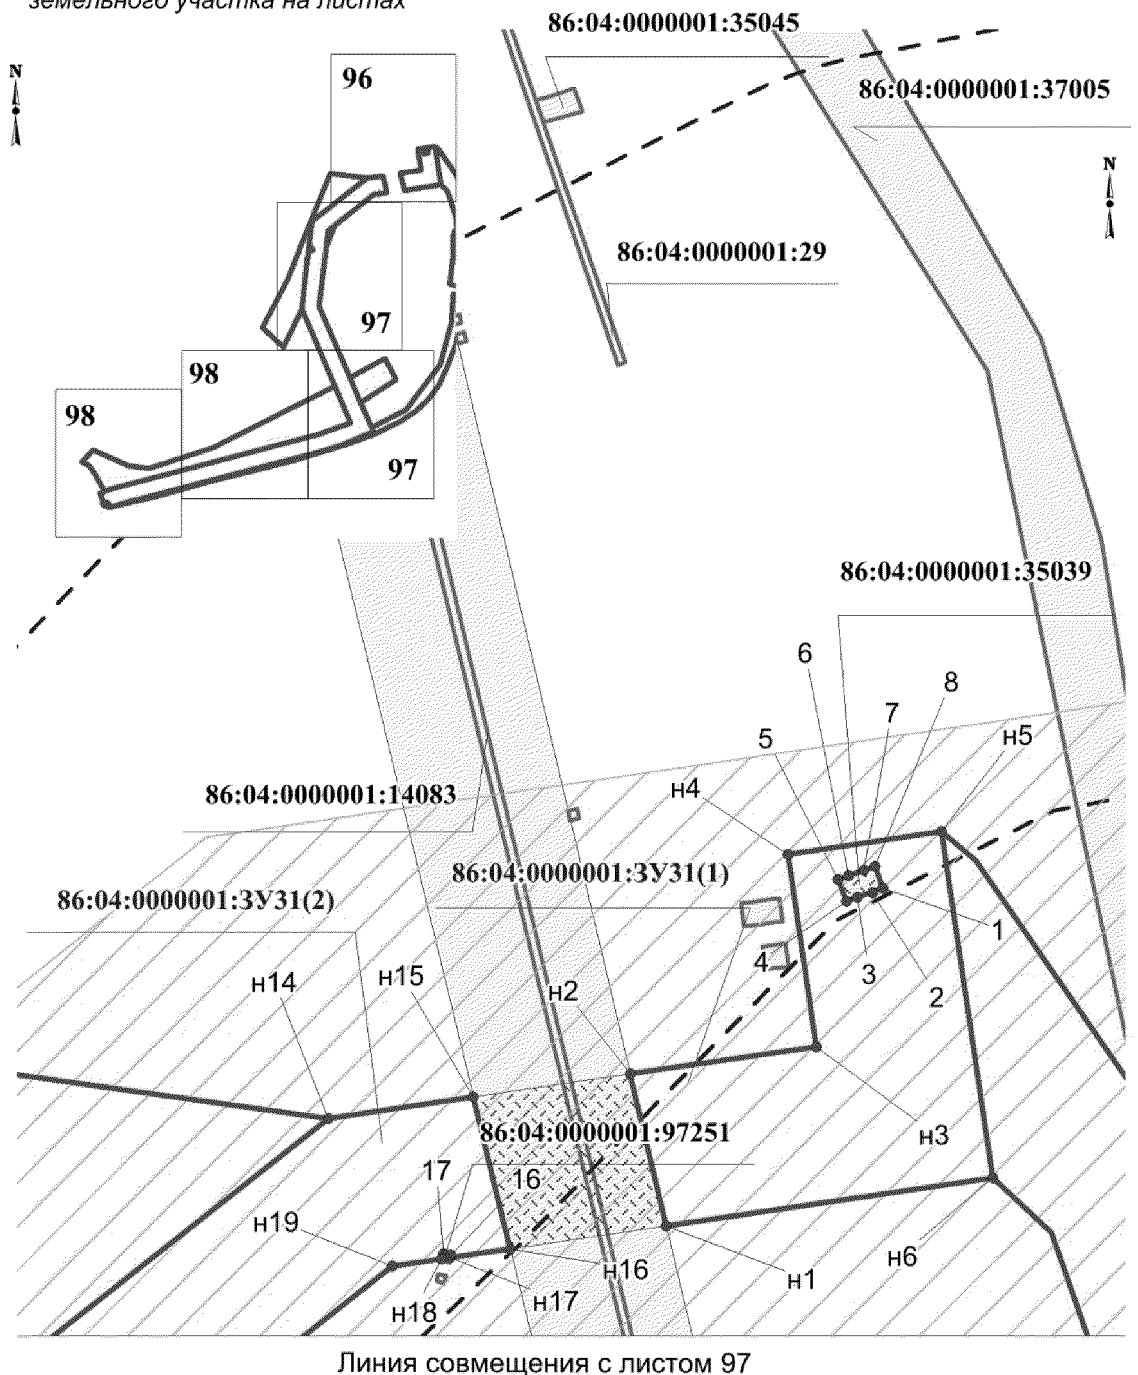 земельного участка на листах
86:04:0000001:35045
N
96
86:04:0000001:37005
N
86:04:0000001:29
97
98
98
97
86:04:0000001:35039
6
8
7
5
н5
н4
86:04:0000001:14083
86:04:0000001:ЗУ31(1)
86:04:0000001:ЗУ31(2)
1
4
3
н15
н14
н2
2
86:04:0000001:97251
н3
17
16
н19
н6
н16
н1
н17
н18
Линия совмещения с листом 97